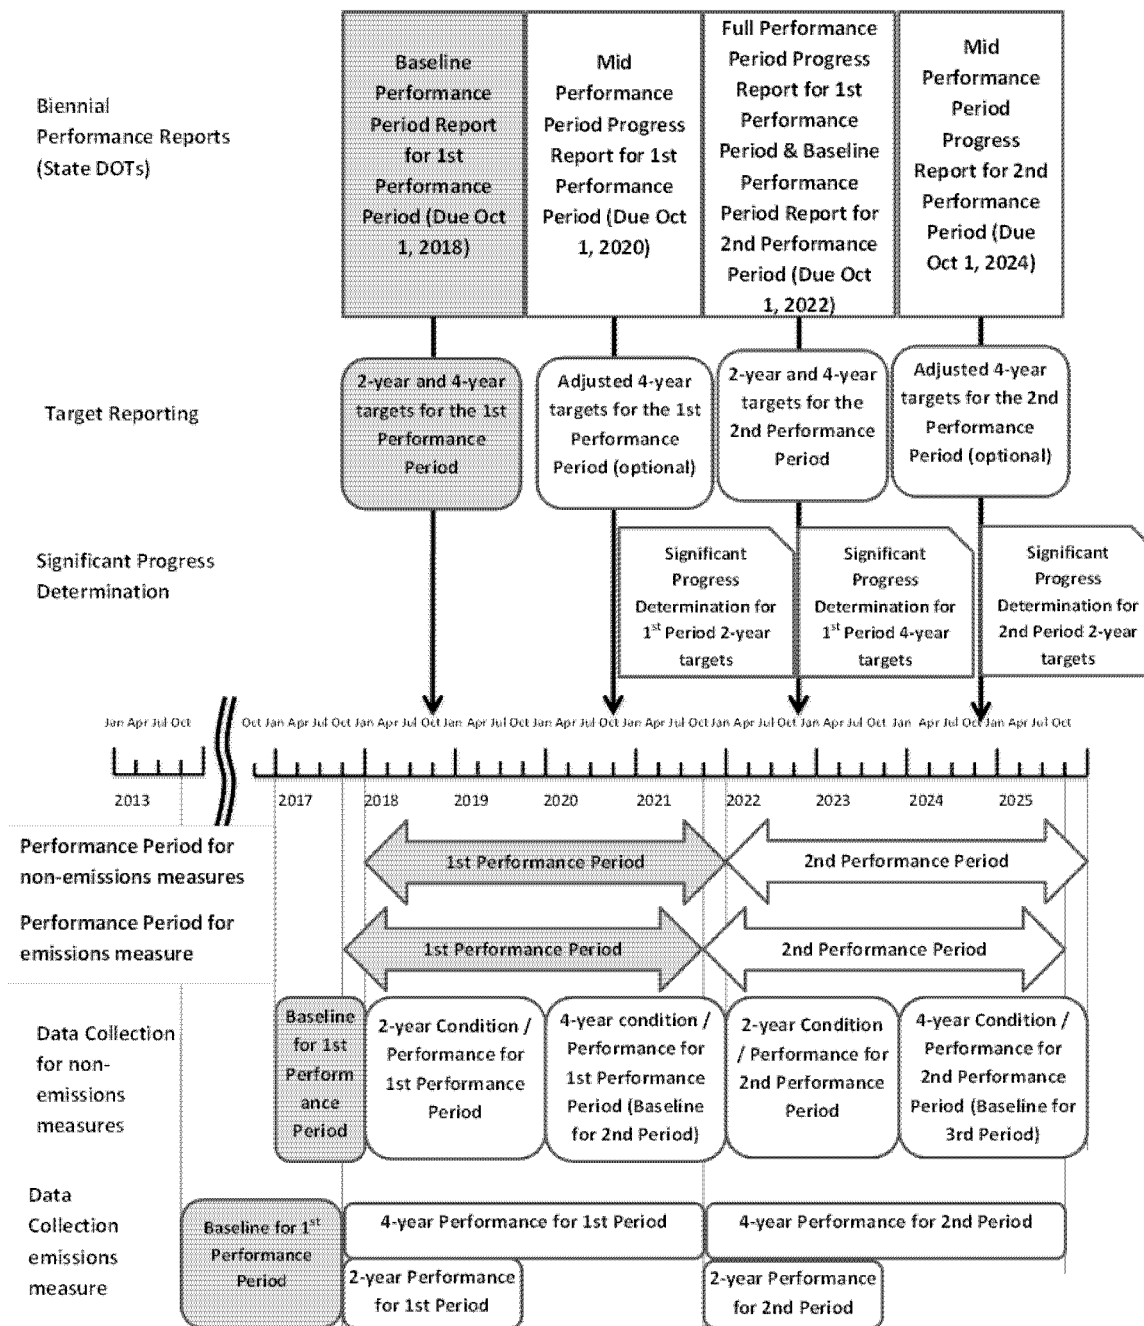 Biennial
Performance Reports
(State DOTs)
Baseline
Performance
Period Report
for 1st
Performance
Period (Due Oct
1, 2018)
Mid
Performance
Period Progress
Report for 1st
Performance
Period (Due Oct
1, 2020)
Full Performance
Period Progress
Report for 1st
Performance
Period & Baseline
Performance
Period Report for
2nd Performance
Period (Due Oct
1, 2022)
Mid
Performance
Period
Progress
Report for 2nd
Performance
Period (Due
Oct 1, 2024)
Target Reporting
2-year and 4-year
targets for the 1st
Performance
Period
Adjusted 4-year
targets for the 1st
Performance
Period (optional)
2-year and 4-year
targets for the
2nd Performance
Period
Adjusted 4-year
targets for the 2nd
Performance
Period (optional)
Significant Progress
Determination
Significant
Progress
Determination for
1st Period 2-year
targets
Significant
Progress
Determination for
1st Period 4-year
targets
Significant
Progress
Determination for
2nd Period 2-year
targets
Jan Apr Jul Oct
Oct Jan Apr Jul Oct Jan Apr Jul Oct Jan Apr Jul Oct Jan Apr Jul Oct Jan Apr Jul Oct Jan Apr Jul Oct Jan Apr Jul Oct Jan Apr Jul Oct Jan Apr Jul Oct
2013
2017
2018
2019
2020
2021
2022
2023
2024
2025
Performance Period for
non-emissions measures
1st Performance Period
2nd Performance Period
Performance Period for
emissions measure
1st Performance Period
2nd Performance Period
Data Collection
for non-
emissions
measures
Baseline
for 1st
Perform
ance
Period
2-year Condition /
Performance for
1st Performance
Period
4-year condition /
Performance for
1st Performance
Period (Baseline
for 2nd Period)
2-year Condition
/ Performance for
2nd Performance
Period
4-year Condition /
Performance for
2nd Performance
Period (Baseline for
3rd Period)
Data
Collection
emissions
measure
Baseline for 1st
Performance
Period
4-year Performance for 1st Period
2-year Performance
for 1st Period
4-year Performance for 2nd Period
2-year Performance
for 2nd Period